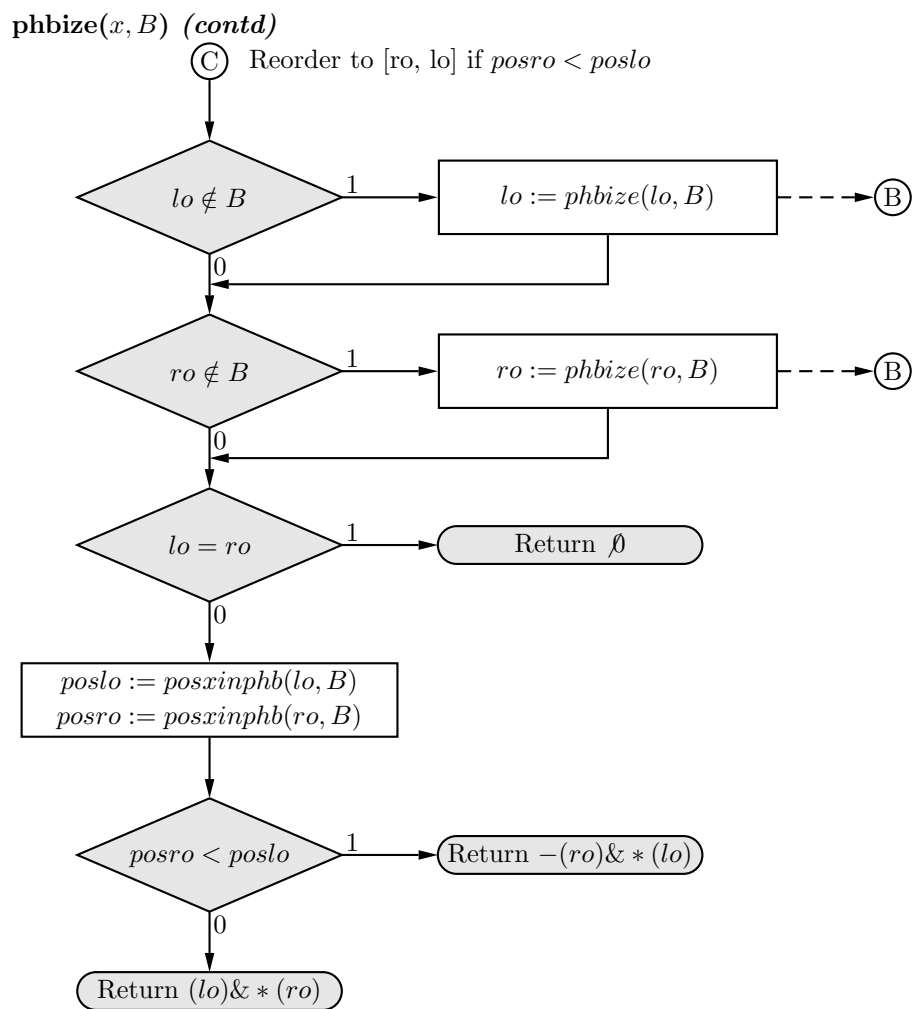 phbize(x, B) (contd)
C Reorder to [ro, lo] if posro < poslo
lo ∉ B 1 lo := phbize(lo, B) B
0
ro ∉ B 1 ro := phbize(ro, B) B
0
lo = ro 1 Return ∅
0
poslo := posxinphb(lo, B)
posro := posxinphb(ro, B)
posro < poslo 1 Return −(ro)& ∗ (lo)
0
Return (lo)& ∗ (ro)